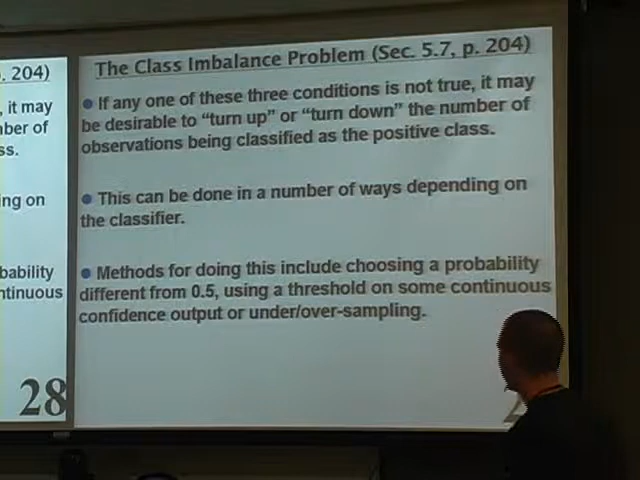 . 204)
, it may
ber of
ss.
ng on
bability
ntinuous
28
The Class Imbalance Problem (Sec. 5.7, p. 204)
If any one of these three conditions is not true, it may
be desirable to “turn up” or “turn down” the number of
observations being classified as the positive class.
This can be done in a number of ways depending on
the classifier.
Methods for doing this include choosing a probability
different from 0.5, using a threshold on some continuous
confidence output or under/over-sampling.